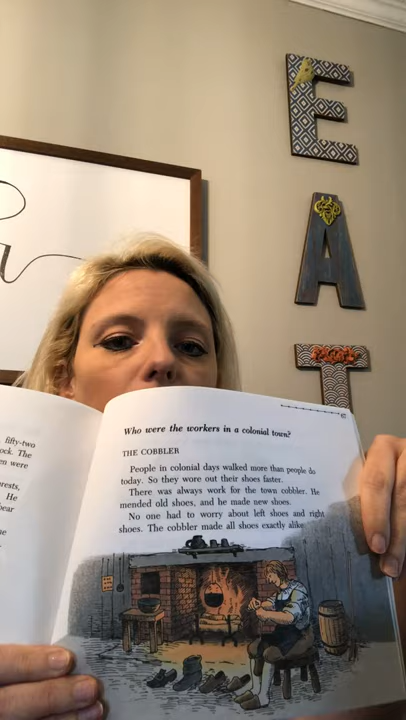 E
A
T
fifty-two
ock. The
en were
rests,
He
bear
Who were the workers in a colonial town?
THE COBBLER
People in colonial days walked more than people do
today. So they wore out their shoes faster.
There was always work for the town cobbler. He
mended old shoes, and he made new shoes.
No one had to worry about left shoes and right
shoes. The cobbler made all shoes exactly alike